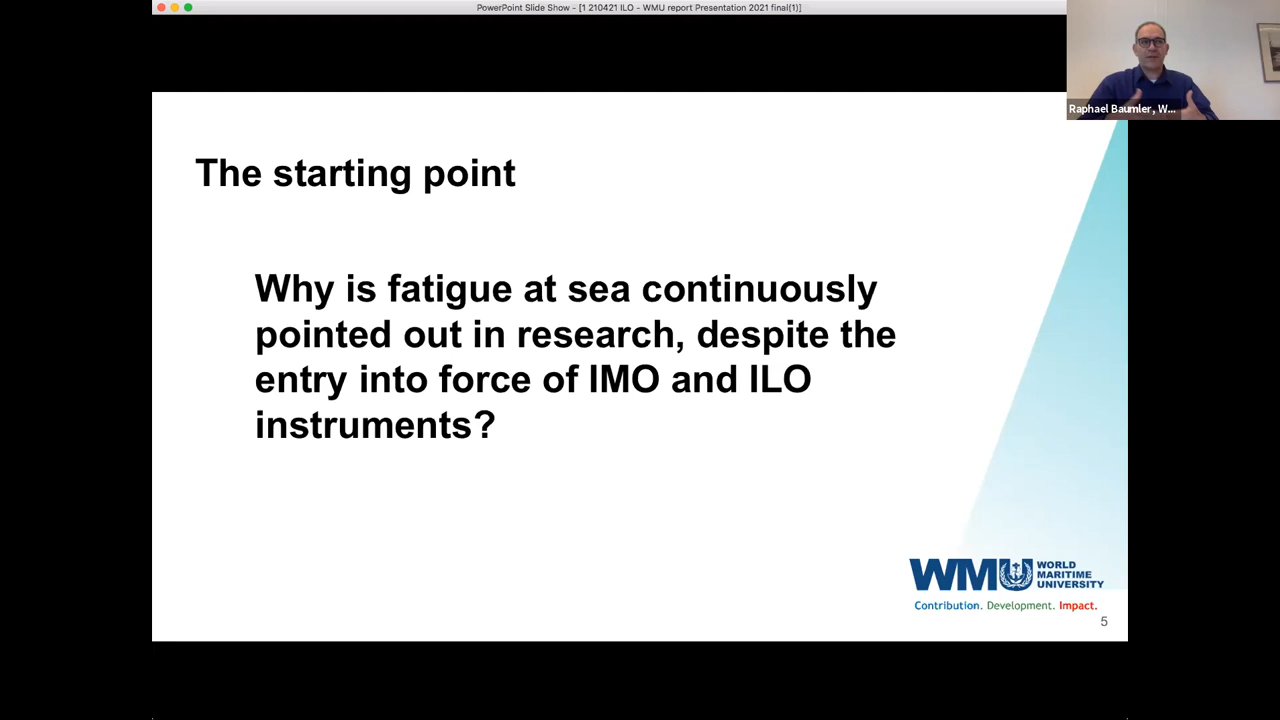 PowerPoint Slide Show - [1 210421 ILO - WMU report Presentation 2021 final(1)]
Raphael Baumler, W...
The starting point
Why is fatigue at sea continuously
pointed out in research, despite the
entry into force of IMO and ILO
instruments?
WMU WORLD
MARITIME
UNIVERSITY
Contribution. Development. Impact.
5